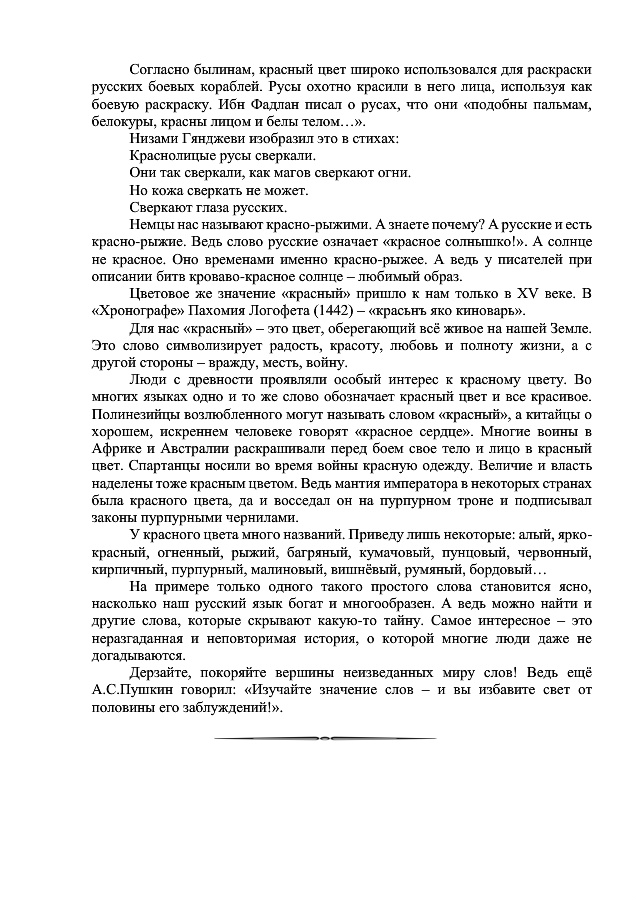 Согласно былинам, красный цвет широко использовался для раскраски
русских боевых кораблей. Русы охотно красили в него лица, используя как
боевую раскраску. Ибн Фадлан писал о русах, что они «подобны пальмам,
белокуры, красны лицом и белы телом…».
Низами Гянджеви изобразил это в стихах:
Краснолицые русы сверкали.
Они так сверкали, как магов сверкают огни.
Но кожа сверкать не может.
Сверкают глаза русских.
Немцы нас называют красно-рыжими. А знаете почему? А русские и есть
красно-рыжие. Ведь слово русские означает «красное солнышко!». А солнце
не красное. Оно временами именно красно-рыжее. А ведь у писателей при
описании битв кроваво-красное солнце – любимый образ.
Цветовое же значение «красный» пришло к нам только в XV веке. В
«Хронографе» Пахомия Логофета (1442) – «красьнъ яко киноварь».
Для нас «красный» – это цвет, оберегающий всё живое на нашей Земле.
Это слово символизирует радость, красоту, любовь и полноту жизни, а с
другой стороны – вражду, месть, войну.
Люди с древности проявляли особый интерес к красному цвету. Во
многих языках одно и то же слово обозначает красный цвет и все красивое.
Полинезийцы возлюбленного могут называть словом «красный», а китайцы о
хорошем, искреннем человеке говорят «красное сердце». Многие воины в
Африке и Австралии раскрашивали перед боем свое тело и лицо в красный
цвет. Спартанцы носили во время войны красную одежду. Величие и власть
наделены тоже красным цветом. Ведь мантия императора в некоторых странах
была красного цвета, да и восседал он на пурпурном троне и подписывал
законы пурпурными чернилами.
У красного цвета много названий. Приведу лишь некоторые: алый, ярко-
красный, огненный, рыжий, багряный, кумачовый, пунцовый, червонный,
кирпичный, пурпурный, малиновый, вишнёвый, румяный, бордовый…
На примере только одного такого простого слова становится ясно,
насколько наш русский язык богат и многообразен. А ведь можно найти и
другие слова, которые скрывают какую-то тайну. Самое интересное – это
неразгаданная и неповторимая история, о которой многие люди даже не
догадываются.
Дерзайте, покоряйте вершины неизведанных миру слов! Ведь ещё
А.С.Пушкин говорил: «Изучайте значение слов – и вы избавите свет от
половины его заблуждений!».